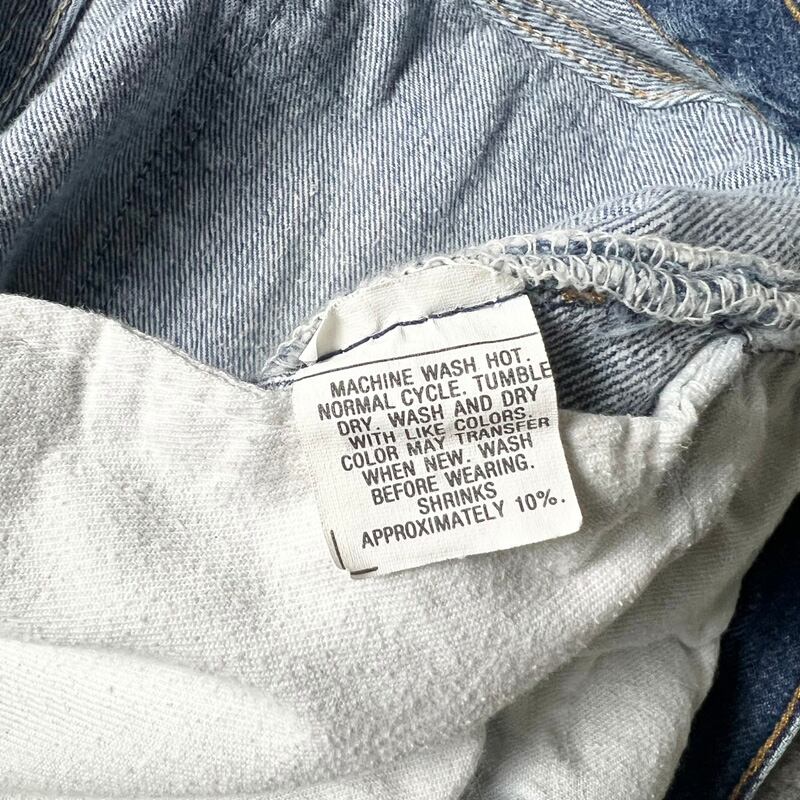 MACHINE WASH HOT.
NORMAL CYCLE. TUMBLE
DRY. WASH AND DRY
WITH LIKE COLORS.
COLOR MAY TRANSFER
WHEN NEW. WASH
BEFORE WEARING.
SHRINKS
APPROXIMATELY 10%.